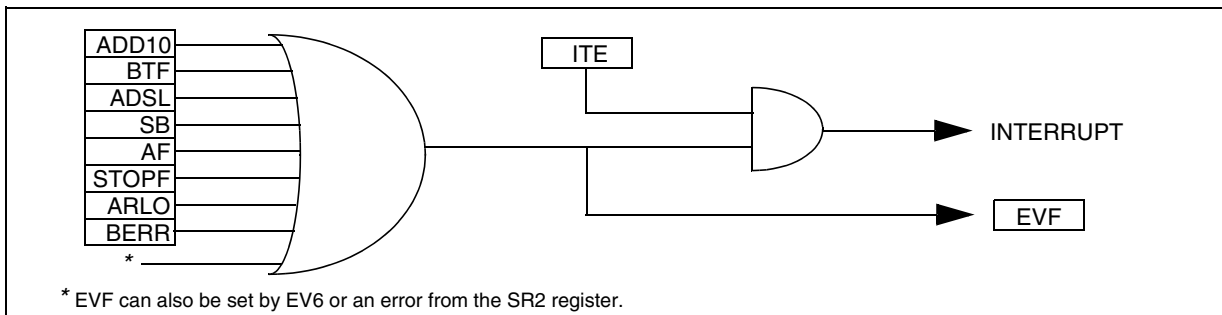 ADD10
BTF
ADSL
SB
AF
STOPF
ARLO
BERR
*
ITE
INTERRUPT
EVF
* EVF can also be set by EV6 or an error from the SR2 register.